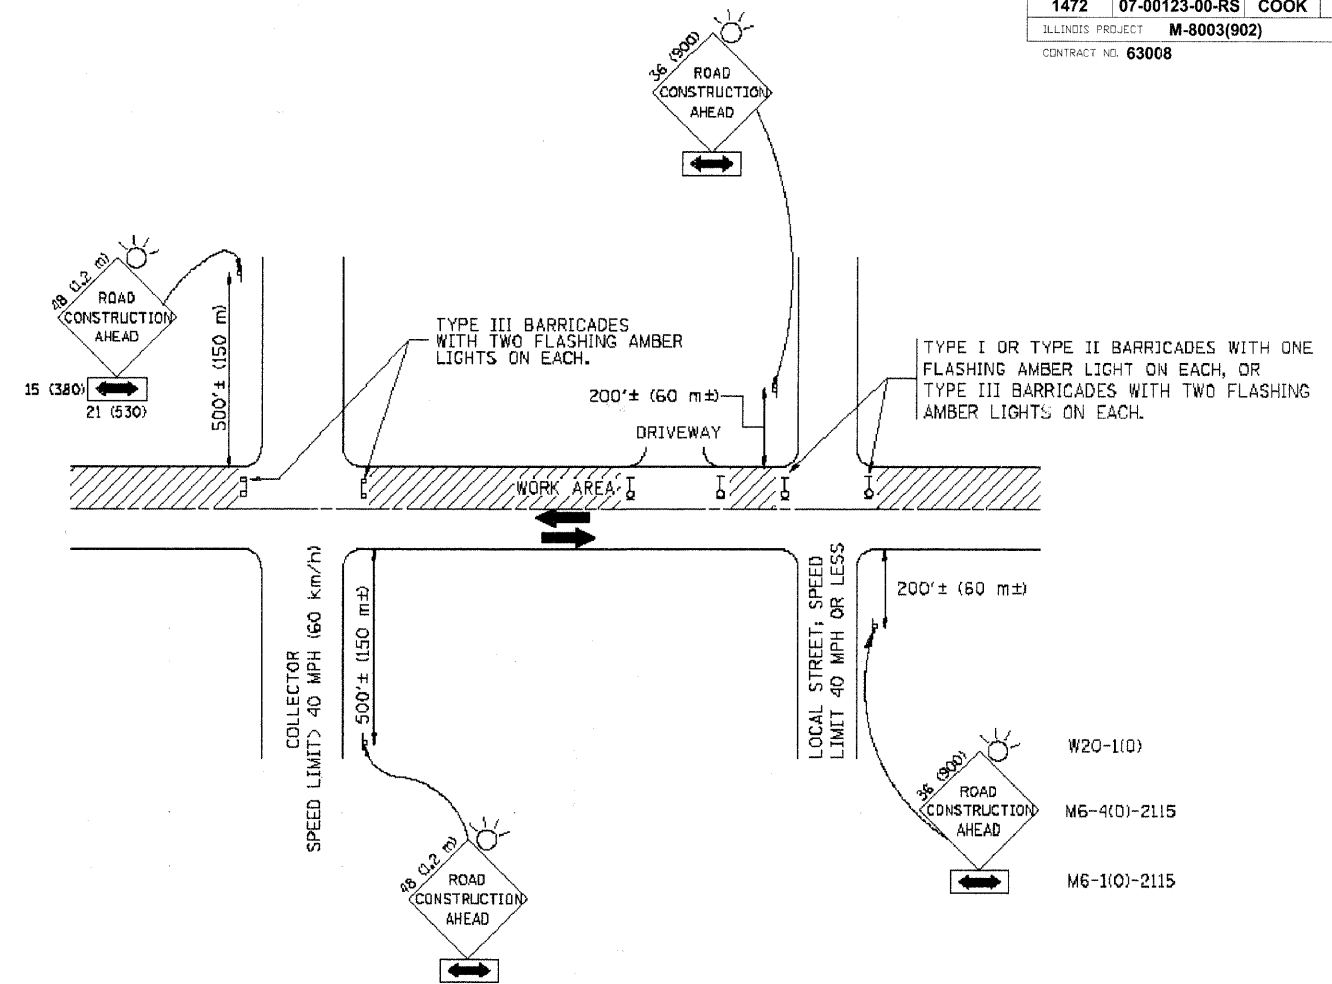 1472 07-00123-00-RS COOK
ILLINOIS PROJECT M-8003(902)
CONTRACT NO. 63008
36 (900)
ROAD
CONSTRUCTION
AHEAD
48 (1.2 m)
ROAD
CONSTRUCTION
AHEAD
15 (380)
21 (530)
500'± (150 m)
TYPE III BARRICADES
WITH TWO FLASHING AMBER
LIGHTS ON EACH.
200'± (60 m±)
DRIVEWAY
TYPE I OR TYPE II BARRICADES WITH ONE
FLASHING AMBER LIGHT ON EACH, OR
TYPE III BARRICADES WITH TWO FLASHING
AMBER LIGHTS ON EACH.
WORK AREA
COLLECTOR
SPEED LIMIT> 40 MPH (60 km/h)
500'± (150 m±)
LOCAL STREET; SPEED
LIMIT 40 MPH OR LESS
200'± (60 m±)
48 (1.2 m)
ROAD
CONSTRUCTION
AHEAD
36 (900)
ROAD
CONSTRUCTION
AHEAD
W20-1(O)
M6-4(O)-2115
M6-1(O)-2115